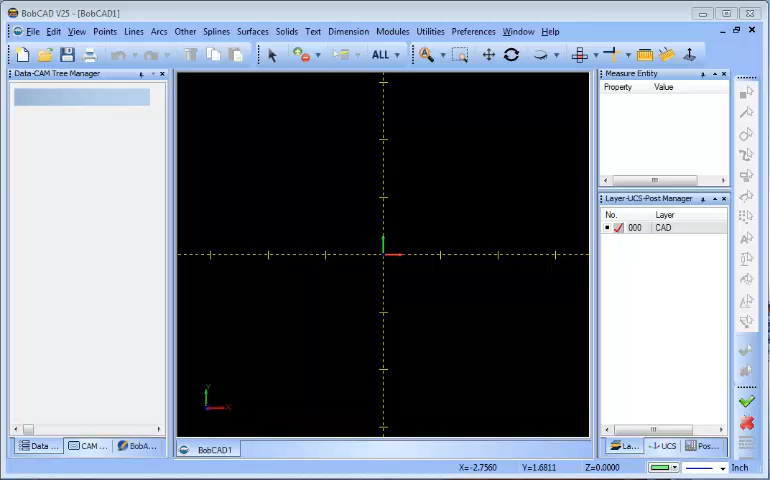 BobCAD V25 - [BobCAD1]
File Edit View Points Lines Arcs Other Splines Surfaces Solids Text Dimension Modules Utilities Preferences Window Help
ALL
Data-CAM Tree Manager
Measure Entity
Property Value
Layer-UCS-Post Manager
No. Layer
000 CAD
Y
X
Data ... CAM ... BobA...
BobCAD1
La... UCS Pos...
X=-2.7560 Y=1.6811 Z=0.0000 Inch